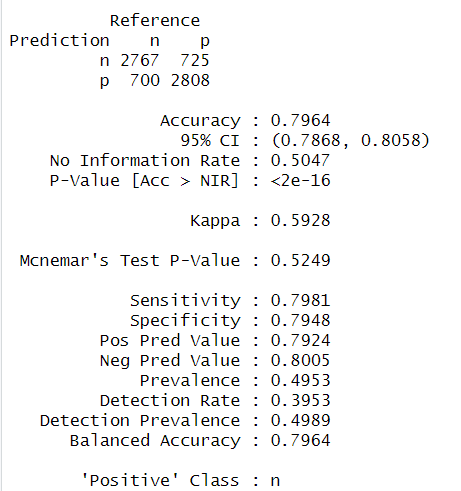 Reference
Prediction n p
n 2767 725
p 700 2808
Accuracy : 0.7964
95% CI : (0.7868, 0.8058)
No Information Rate : 0.5047
P-Value [Acc > NIR] : <2e-16
Kappa : 0.5928
Mcnemar's Test P-Value : 0.5249
Sensitivity : 0.7981
Specificity : 0.7948
Pos Pred Value : 0.7924
Neg Pred Value : 0.8005
Prevalence : 0.4953
Detection Rate : 0.3953
Detection Prevalence : 0.4989
Balanced Accuracy : 0.7964
'Positive' Class : n